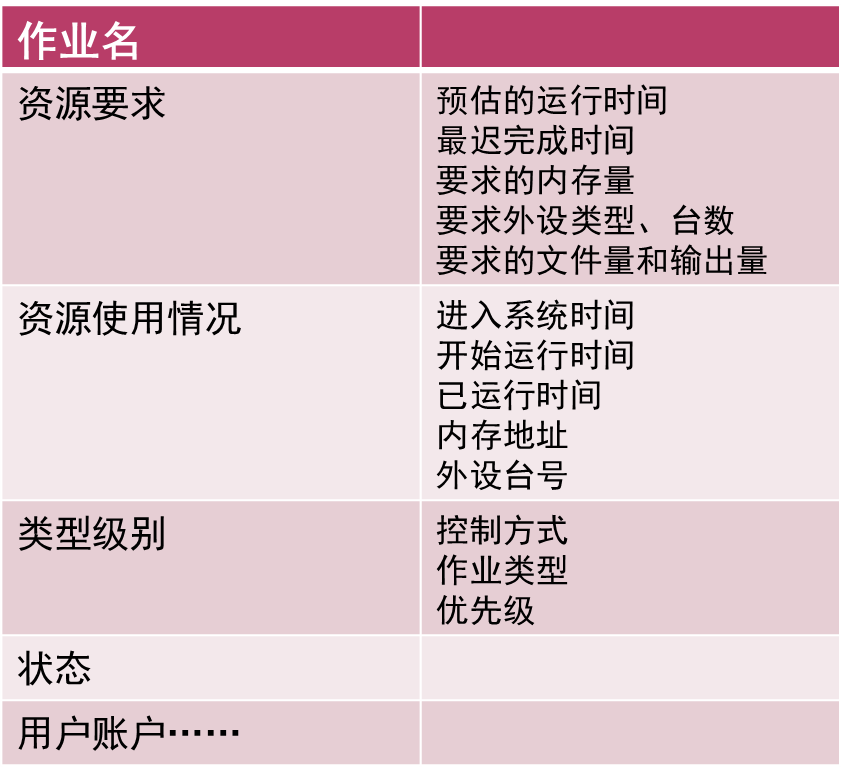 作业名
资源要求
预估的运行时间
最迟完成时间
要求的内存量
要求外设类型、台数
要求的文件量和输出量
资源使用情况
进入系统时间
开始运行时间
已运行时间
内存地址
外设台号
类型级别
控制方式
作业类型
优先级
状态
用户账户……